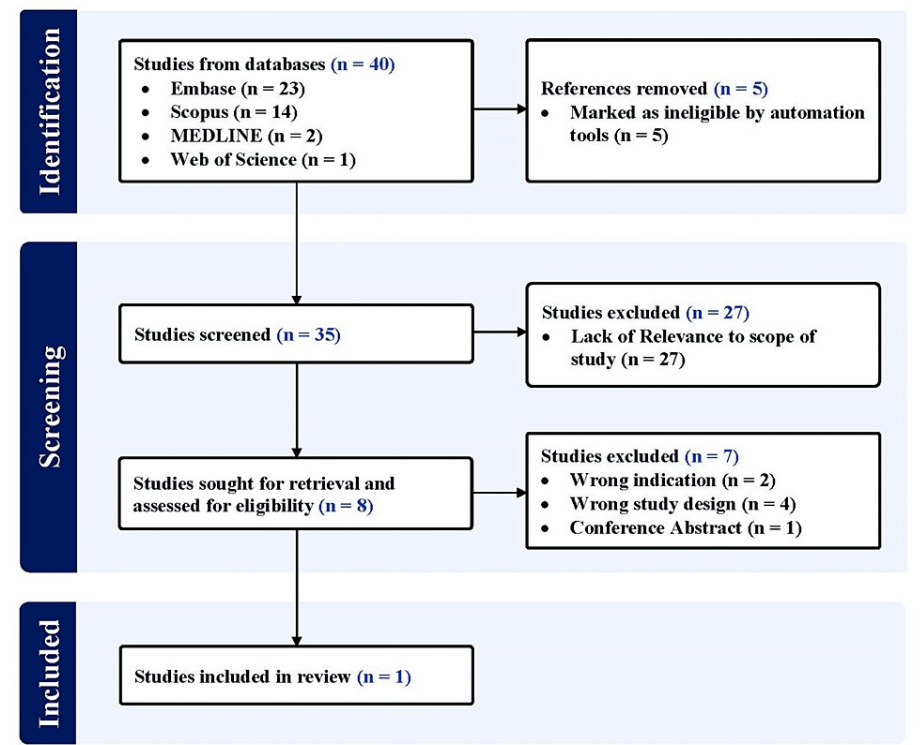 Identification
Studies from databases (n = 40)
• Embase (n = 23)
• Scopus (n = 14)
• MEDLINE (n = 2)
• Web of Science (n = 1)
References removed (n = 5)
• Marked as ineligible by automation
tools (n = 5)
Screening
Studies screened (n = 35)
Studies excluded (n = 27)
• Lack of Relevance to scope of
study (n = 27)
Studies sought for retrieval and
assessed for eligibility (n = 8)
Studies excluded (n = 7)
• Wrong indication (n = 2)
• Wrong study design (n = 4)
• Conference Abstract (n = 1)
Included
Studies included in review (n = 1)